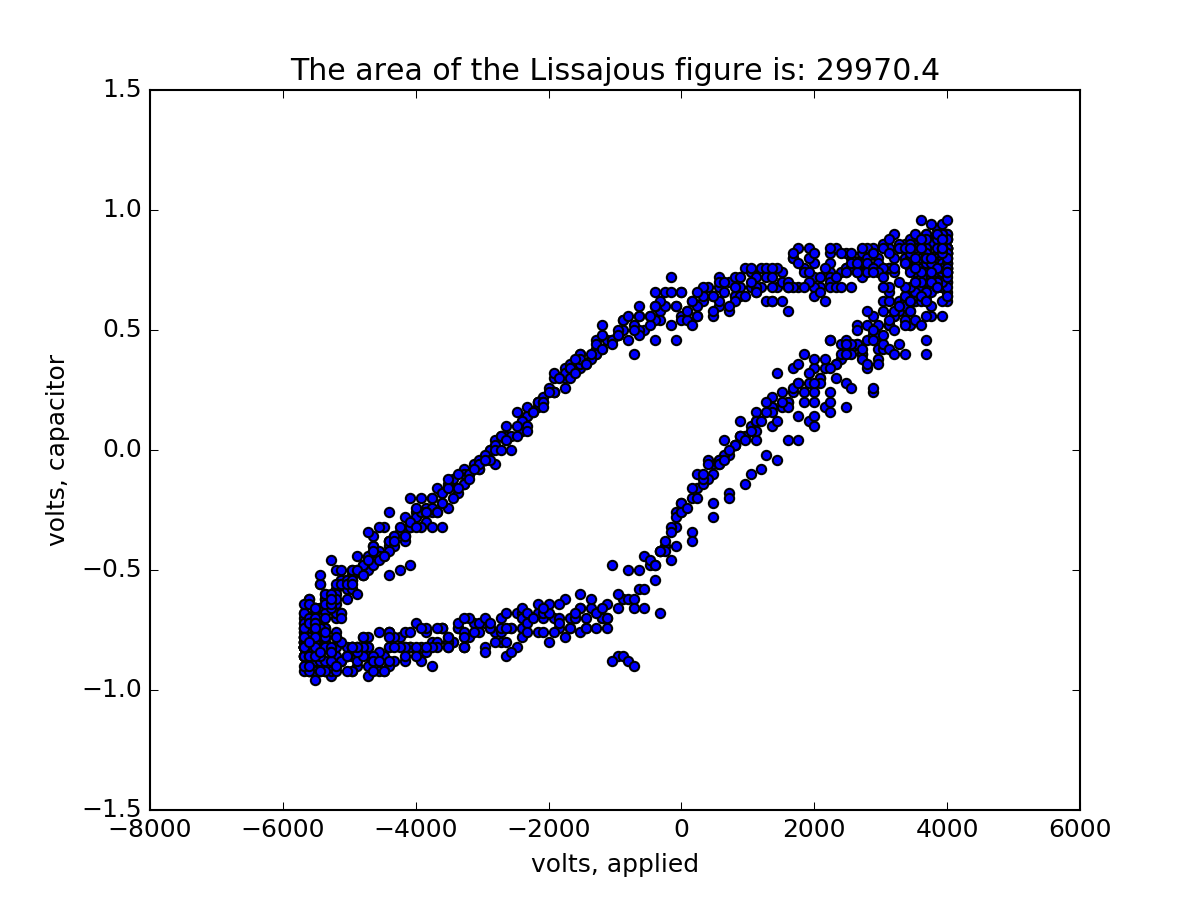 The area of the Lissajous figure is: 29970.4
1.5
1.0
0.5
0.0
−0.5
−1.0
−1.5
volts, capacitor
−8000 −6000 −4000 −2000 0 2000 4000 6000
volts, applied